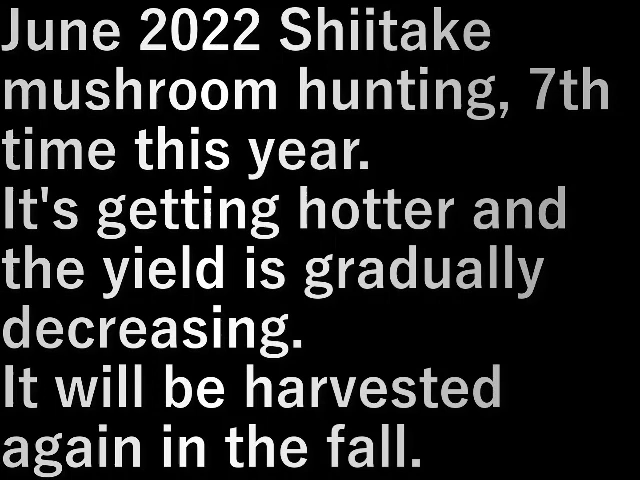 June 2022 Shiitake
mushroom hunting, 7th
time this year.
It's getting hotter and
the yield is gradually
decreasing.
It will be harvested
again in the fall.